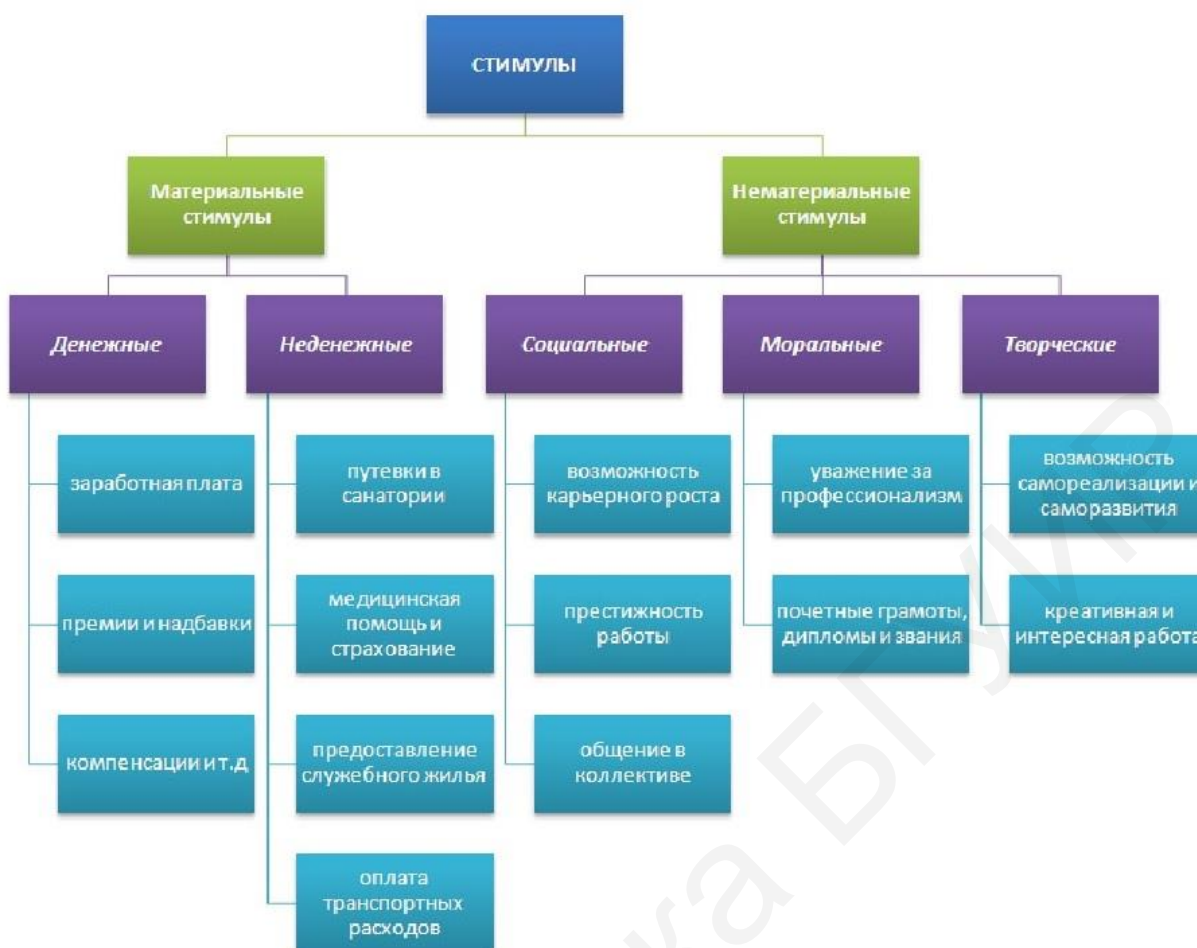 СТИМУЛЫ
Материальные
стимулы
Нематериальные
стимулы
Денежные
Неденежные
Социальные
Моральные
Творческие
заработная плата
путевки в
санатории
возможность
карьерного роста
уважение за
профессионализм
возможность
самореализации и
саморазвития
премии и надбавки
медицинская
помощь и
страхование
престижность
работы
почетные грамоты,
дипломы и звания
креативная и
интересная работа
компенсации и т.д
предоставление
служебного жилья
общение в
коллективе
оплата
транспортных
расходов
ка БГУИР